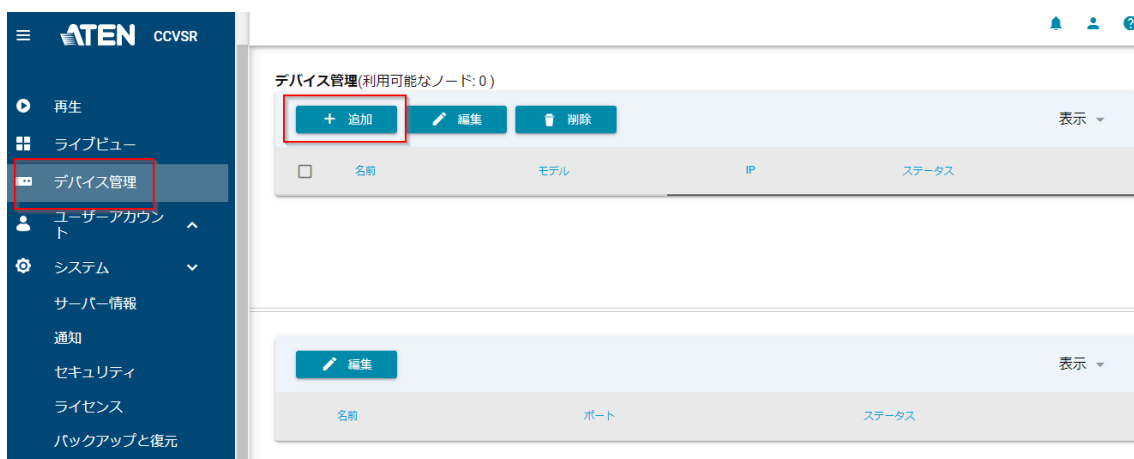 ATEN CCVSR
再生
ライブビュー
デバイス管理
ユーザーアカウン
ト
システム
サーバー情報
通知
セキュリティ
ライセンス
バックアップと復元
デバイス管理(利用可能なノード: 0 )
+ 追加 編集 削除 表示
名前 モデル IP ステータス
編集 表示
名前 ポート ステータス